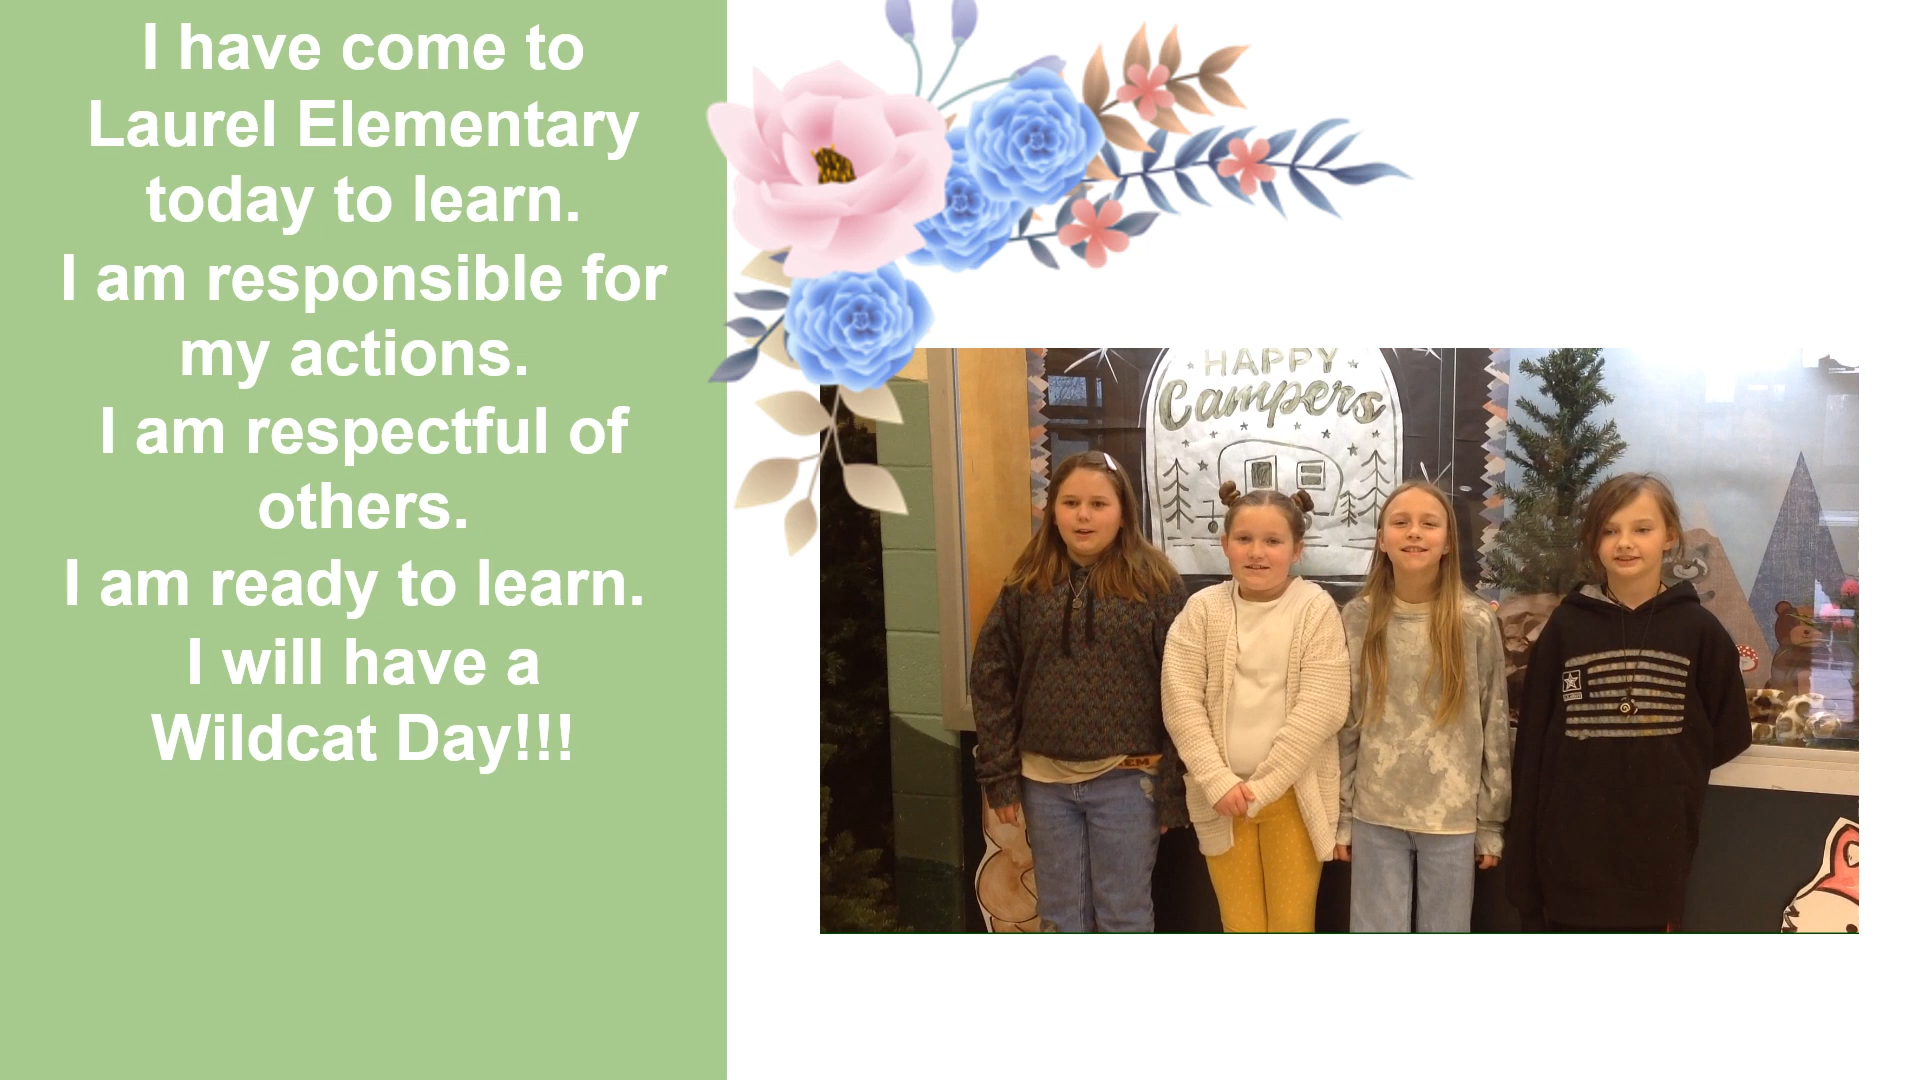 I have come to
Laurel Elementary
today to learn.
I am responsible for
my actions.
I am respectful of
others.
I am ready to learn.
I will have a
Wildcat Day!!!
HAPPY
Campers